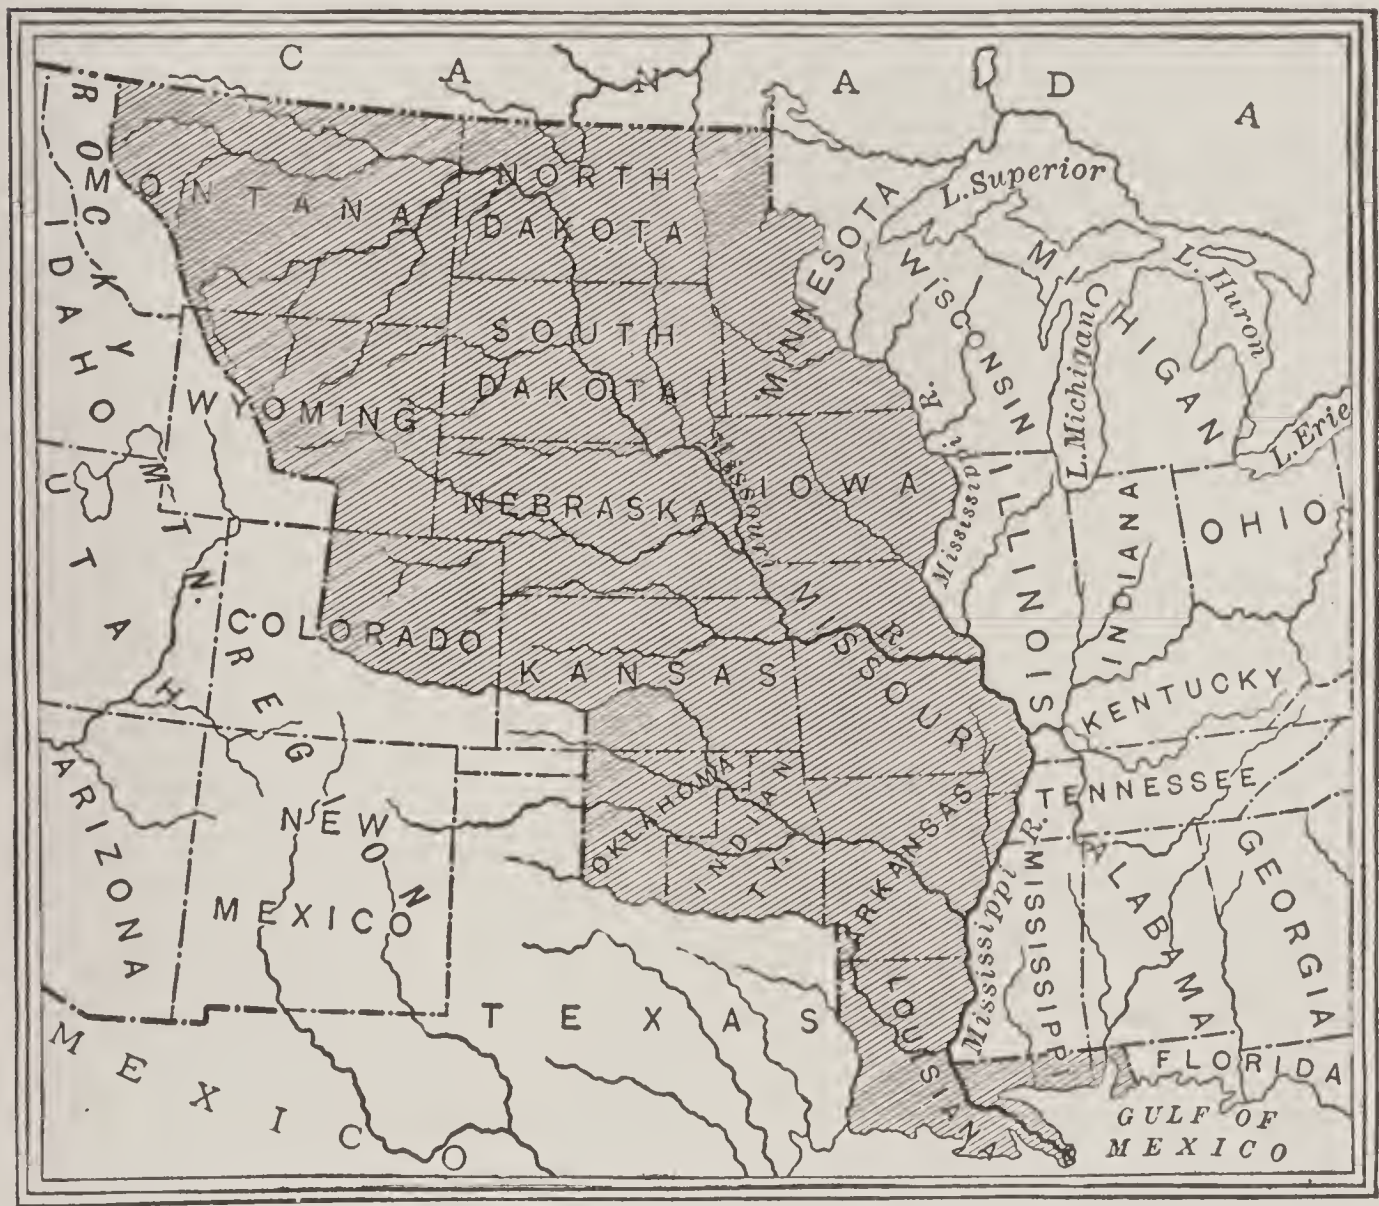 CANADA
ROCKY MTN. REGION
MONTANA
NORTH
DAKOTA
L. Superior
IDAHO
MINNESOTA
WISCONSIN
MICHIGAN
L. Huron
L. Michigan
L. Erie
SOUTH
DAKOTA
WYOMING
Mississippi R.
Missouri R.
NEBRASKA
IOWA
ILLINOIS
INDIANA
OHIO
UTAH
COLORADO
KANSAS
MISSOURI
KENTUCKY
ARIZONA
NEW
MEXICO
OKLAHOMA
INDIAN
TY.
ARKANSAS
TENNESSEE
Mississippi R.
MISSISSIPPI
ALABAMA
GEORGIA
TEXAS
LOUISIANA
FLORIDA
MEXICO
GULF OF
MEXICO